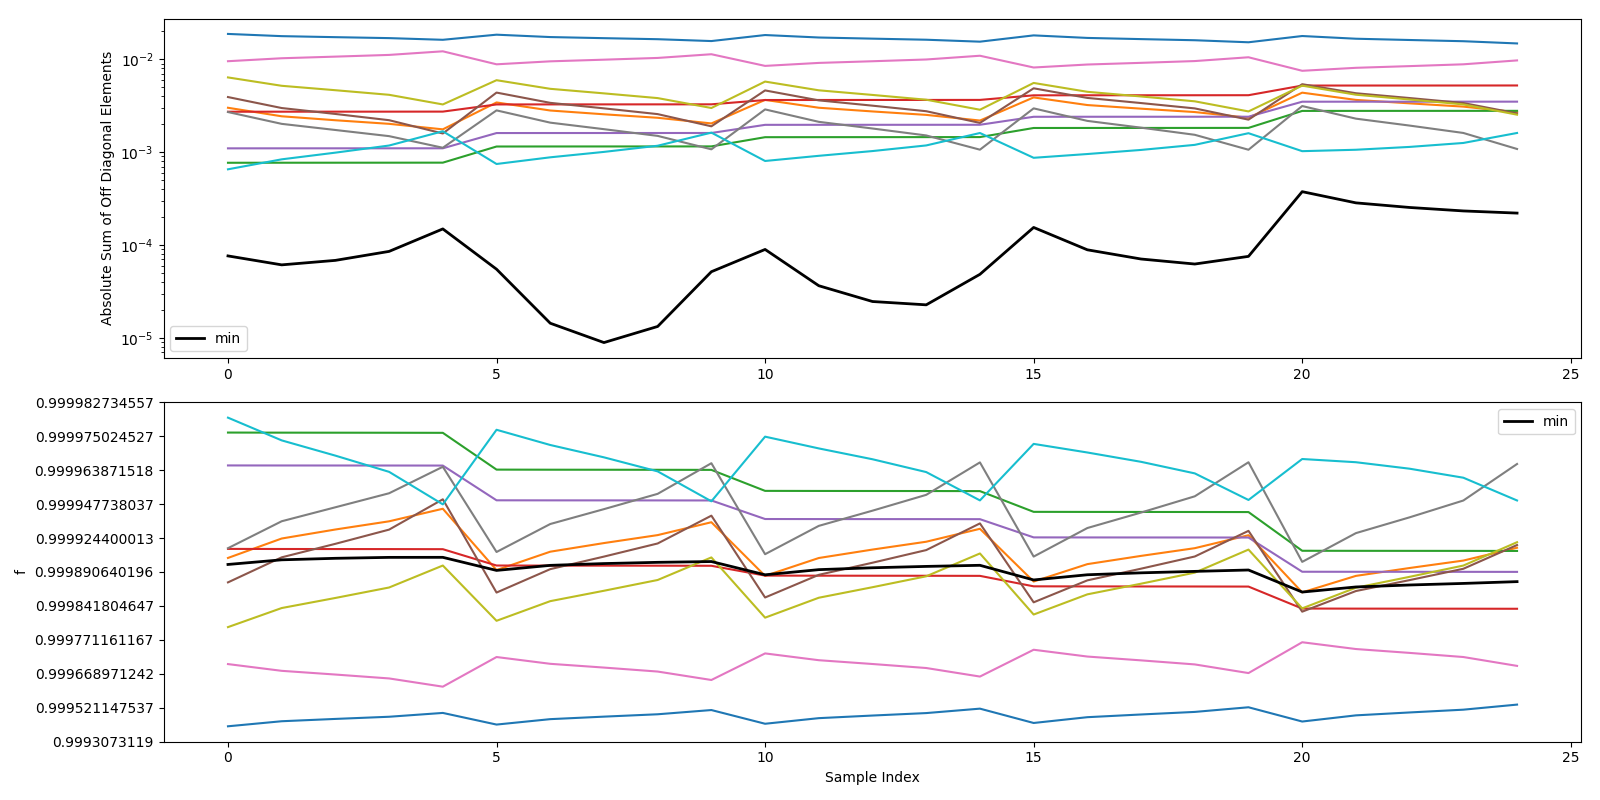 Absolute Sum of Off Diagonal Elements
10⁻²
10⁻³
10⁻⁴
10⁻⁵
min
0 5 10 15 20 25
f
0.999982734557
0.999975024527
0.999963871518
0.999947738037
0.999924400013
0.999890640196
0.999841804647
0.999771161167
0.999668971242
0.999521147537
0.9993073119
min
0 5 10 15 20 25
Sample Index